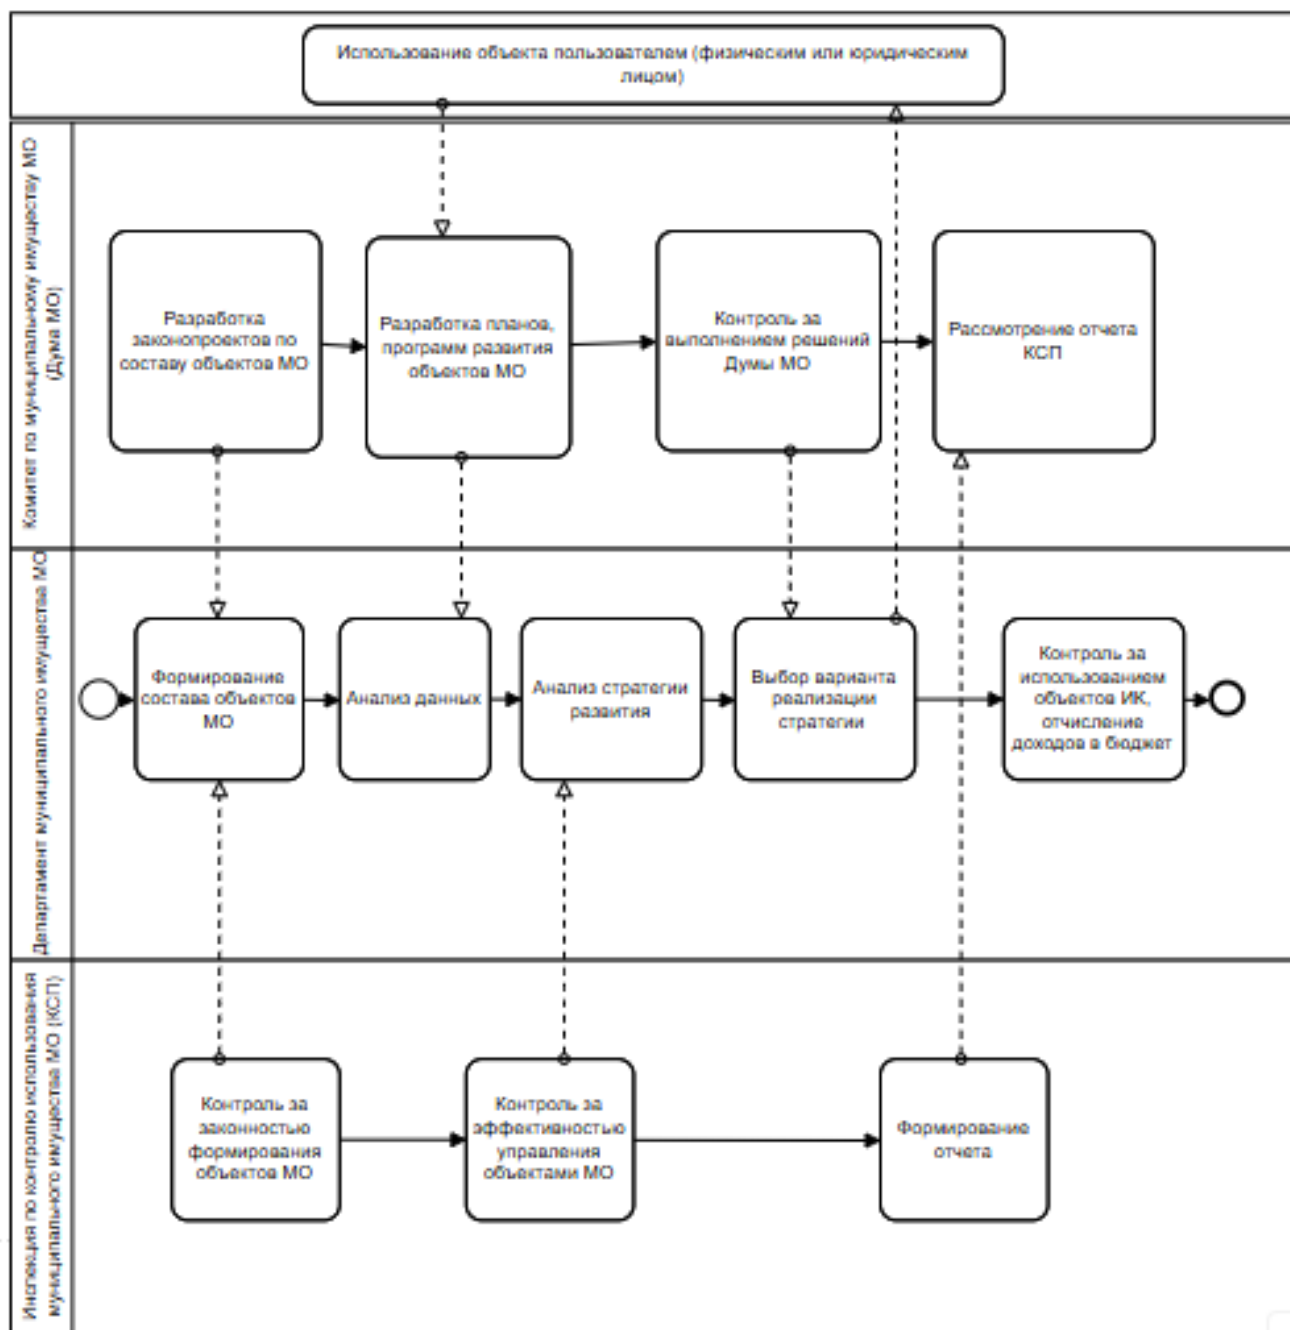 Использование объекта пользователем (физическим или юридическим
лицом)
Комитет по муниципальному имуществу МО
(Дума МО)
Разработка
законопроектов по
составу объектов МО
Разработка планов,
программ развития
объектов МО
Контроль за
выполнением решений
Думы МО
Рассмотрение отчета
КСП
Департамент муниципального имущества МО
Формирование
состава объектов
МО
Анализ данных
Анализ стратегии
развития
Выбор варианта
реализации
стратегии
Контроль за
использованием
объектов ИК,
отчисление
доходов в бюджет
Инспекция по контролю использования
муниципального имущества МО (КСП)
Контроль за
законностью
формирования
объектов МО
Контроль за
эффективностью
управления
объектами МО
Формирование
отчета